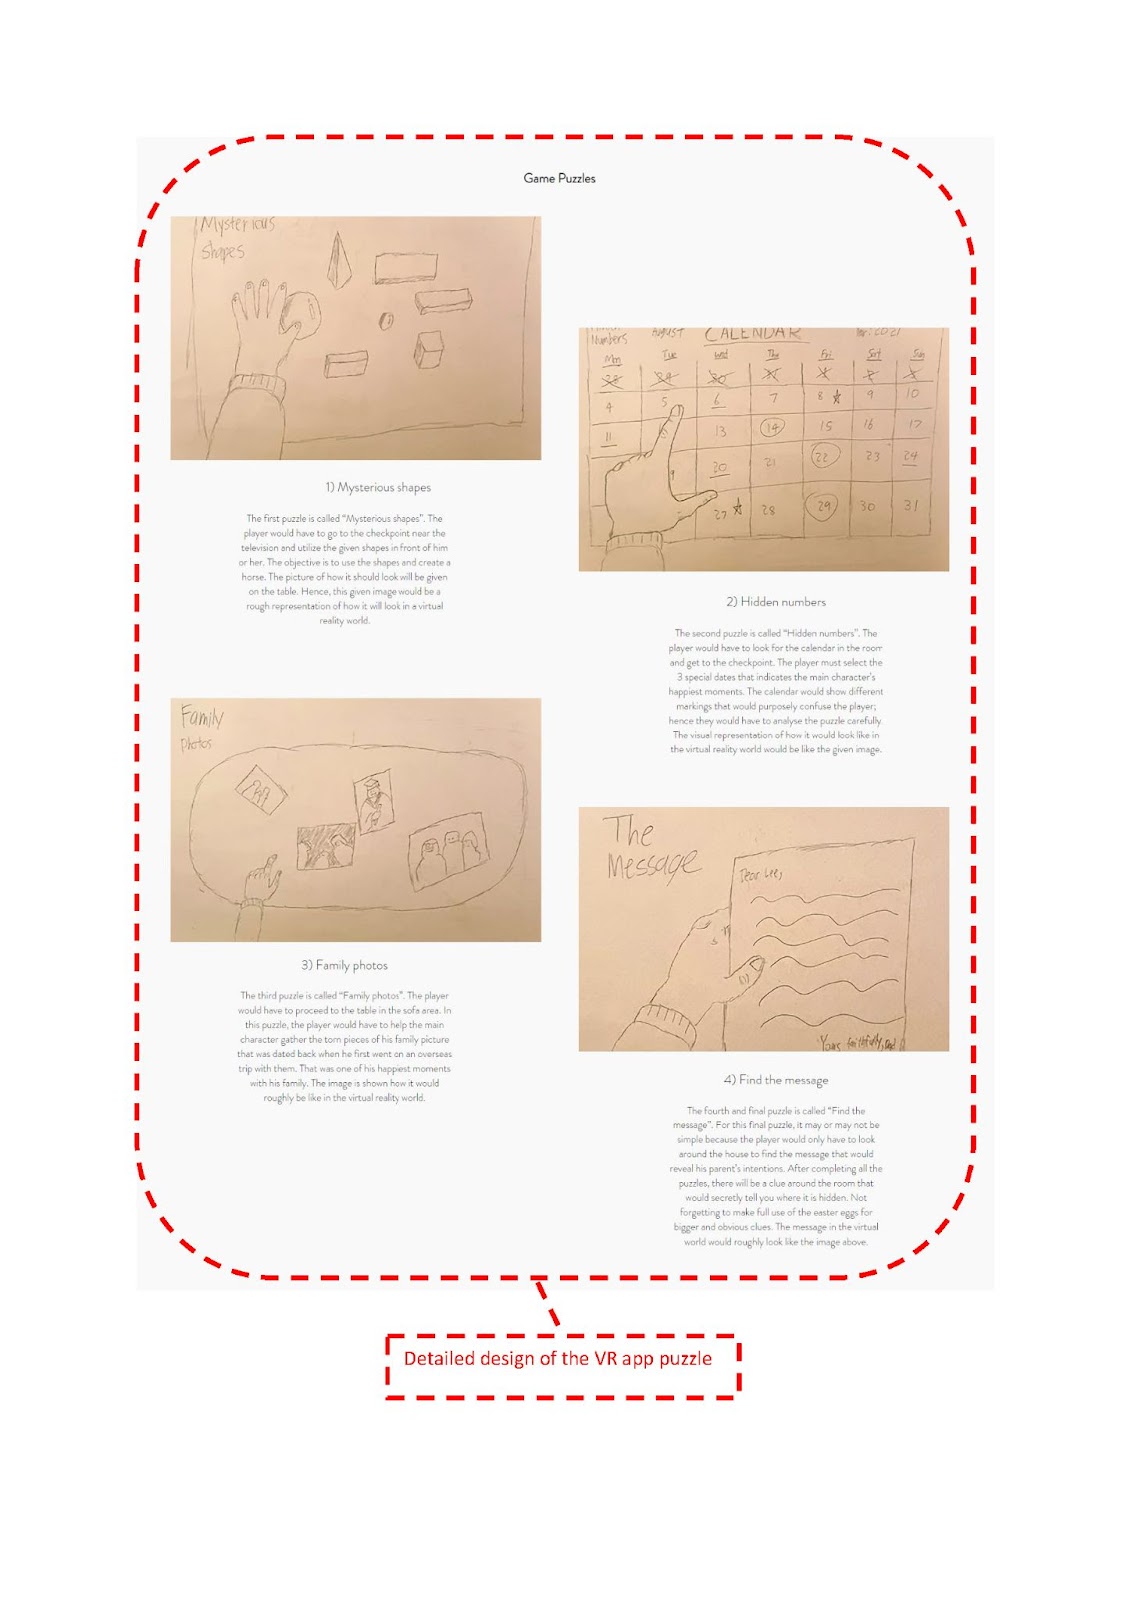 Game Puzzles
Mysterious
Shapes
1) Mysterious shapes
The first puzzle is called “Mysterious shapes”. The
player would have to go to the checkpoint near the
television and utilize the given shapes in front of him
or her. The objective is to use the shapes and create a
horse. The picture of how it should look will be given
on the table. Hence, this given image would be a
rough representation of how it will look in a virtual
reality world.
Numbers August CALENDAR
Mon Tue Wed Thu Fri Sat Sun
4 5 6 7 8 9 10
11 13 14 15 16 17
20 21 22 23 24
27 28 29 30 31
2) Hidden numbers
The second puzzle is called “Hidden numbers”. The
player would have to look for the calendar in the room
and get to the checkpoint. The player must select the
3 special dates that indicates the main character’s
happiest moments. The calendar would show different
markings that would purposely confuse the player;
hence they would have to analyse the puzzle carefully.
The visual representation of how it would look like in
the virtual reality world would be like the given image.
Family
Photos
3) Family photos
The third puzzle is called “Family photos”. The player
would have to proceed to the table in the sofa area. In
this puzzle, the player would have to help the main
character gather the torn pieces of his family picture
that was dated back when he first went on an overseas
trip with them. That was one of his happiest moments
with his family. The image is shown how it would
roughly be like in the virtual reality world.
The
Message
Dear Lee,
Yours faithfully, Dad
4) Find the message
The fourth and final puzzle is called “Find the
message”. For this final puzzle, it may or may not be
simple because the player would only have to look
around the house to find the message that would
reveal his parent’s intentions. After completing all the
puzzles, there will be a clue around the room that
would secretly tell you where it is hidden. Not
forgetting to make full use of the easter eggs for
bigger and obvious clues. The message in the virtual
world would roughly look like the image above.
Detailed design of the VR app puzzle